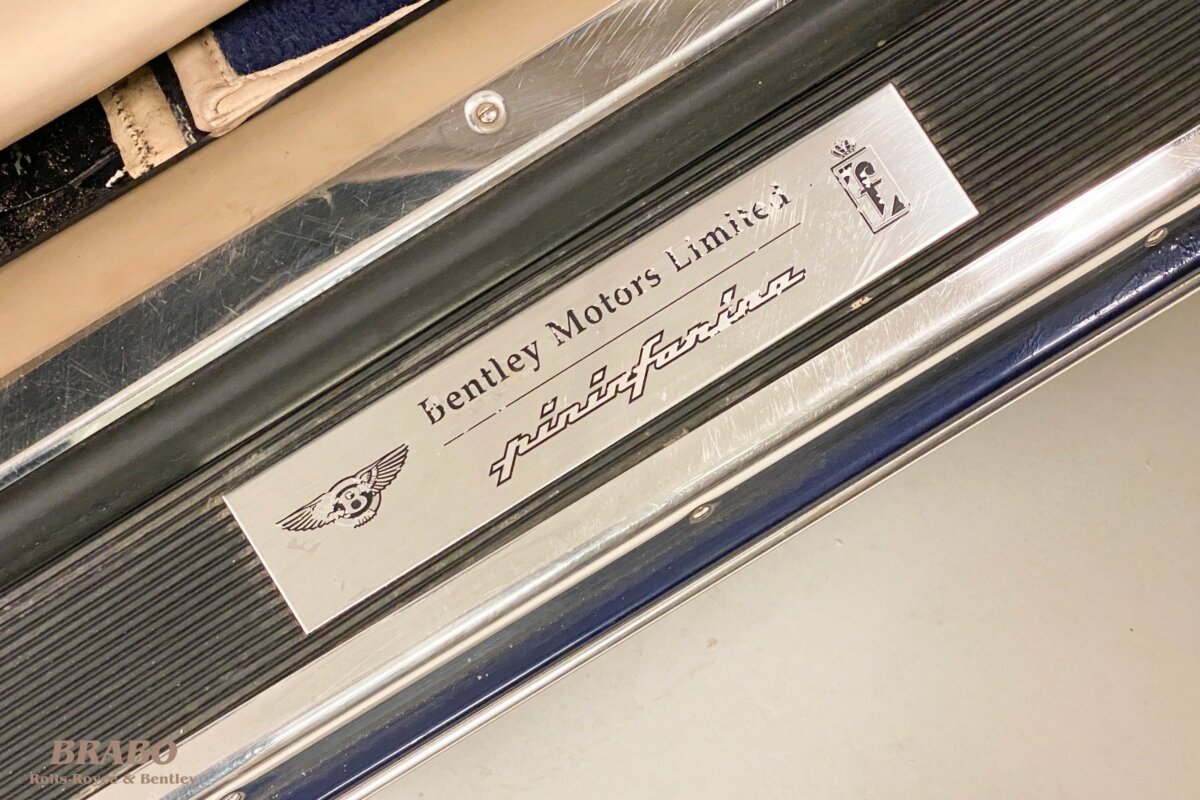 Bentley Motors Limited
pininfarina
f
B
BRABO
Rolls-Royce & Bentley